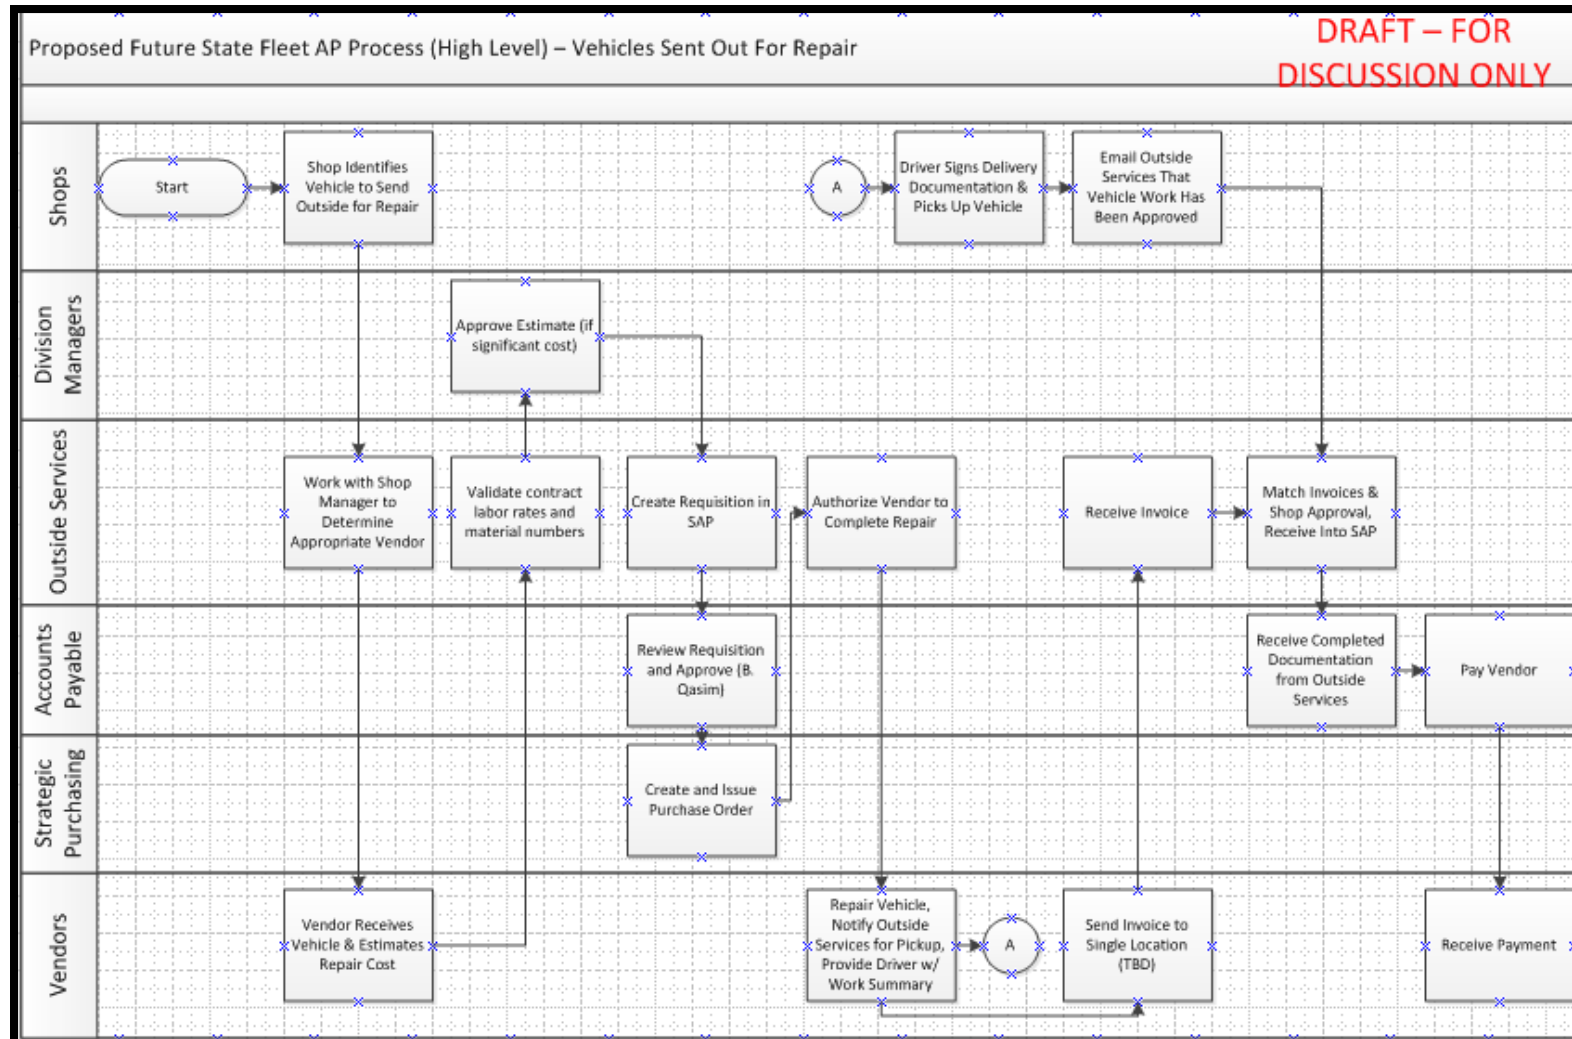 Proposed Future State Fleet AP Process (High Level) – Vehicles Sent Out For Repair
DRAFT – FOR
DISCUSSION ONLY
Shops
Start
Shop Identifies
Vehicle to Send
Outside for Repair
A
Driver Signs Delivery
Documentation &
Picks Up Vehicle
Email Outside
Services That
Vehicle Work Has
Been Approved
Division
Managers
Approve Estimate (if
significant cost)
Outside Services
Work with Shop
Manager to
Determine
Appropriate Vendor
Validate contract
labor rates and
material numbers
Create Requisition in
SAP
Authorize Vendor to
Complete Repair
Receive Invoice
Match Invoices &
Shop Approval,
Receive Into SAP
Accounts
Payable
Review Requisition
and Approve (B.
Qasim)
Receive Completed
Documentation
from Outside
Services
Pay Vendor
Strategic
Purchasing
Create and Issue
Purchase Order
Vendors
Vendor Receives
Vehicle & Estimates
Repair Cost
Repair Vehicle,
Notify Outside
Services for Pickup,
Provide Driver w/
Work Summary
A
Send Invoice to
Single Location
(TBD)
Receive Payment